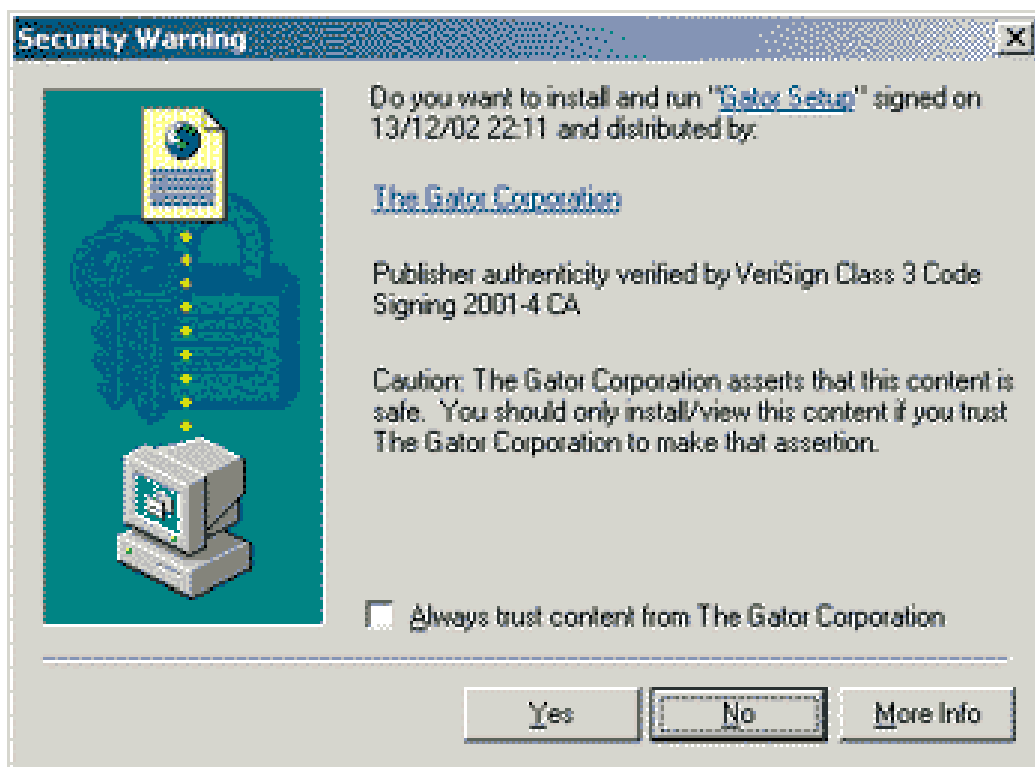 Security Warning
Do you want to install and run "Gator Setup" signed on
13/12/02 22:11 and distributed by:
The Gator Corporation
Publisher authenticity verified by VeriSign Class 3 Code
Signing 2001-4 CA
Caution: The Gator Corporation asserts that this content is
safe. You should only install/view this content if you trust
The Gator Corporation to make that assertion.
Always trust content from The Gator Corporation
Yes No More Info